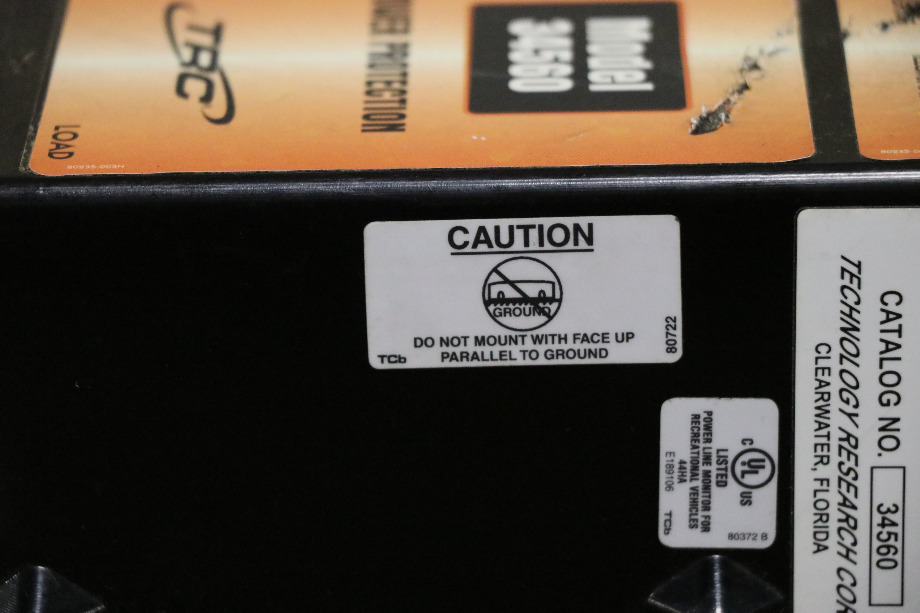 TRC
LOAD
80935-003N
PROTECTION
Model
34560
CAUTION
GROUND
DO NOT MOUNT WITH FACE UP
PARALLEL TO GROUND
TCb
80722
C UL US
LISTED
POWER LINE MONITOR FOR
RECREATIONAL VEHICLES
44HA
E189106
TCb
80372 B
CATALOG NO. 34560
TECHNOLOGY RESEARCH
CLEARWATER, FLORIDA